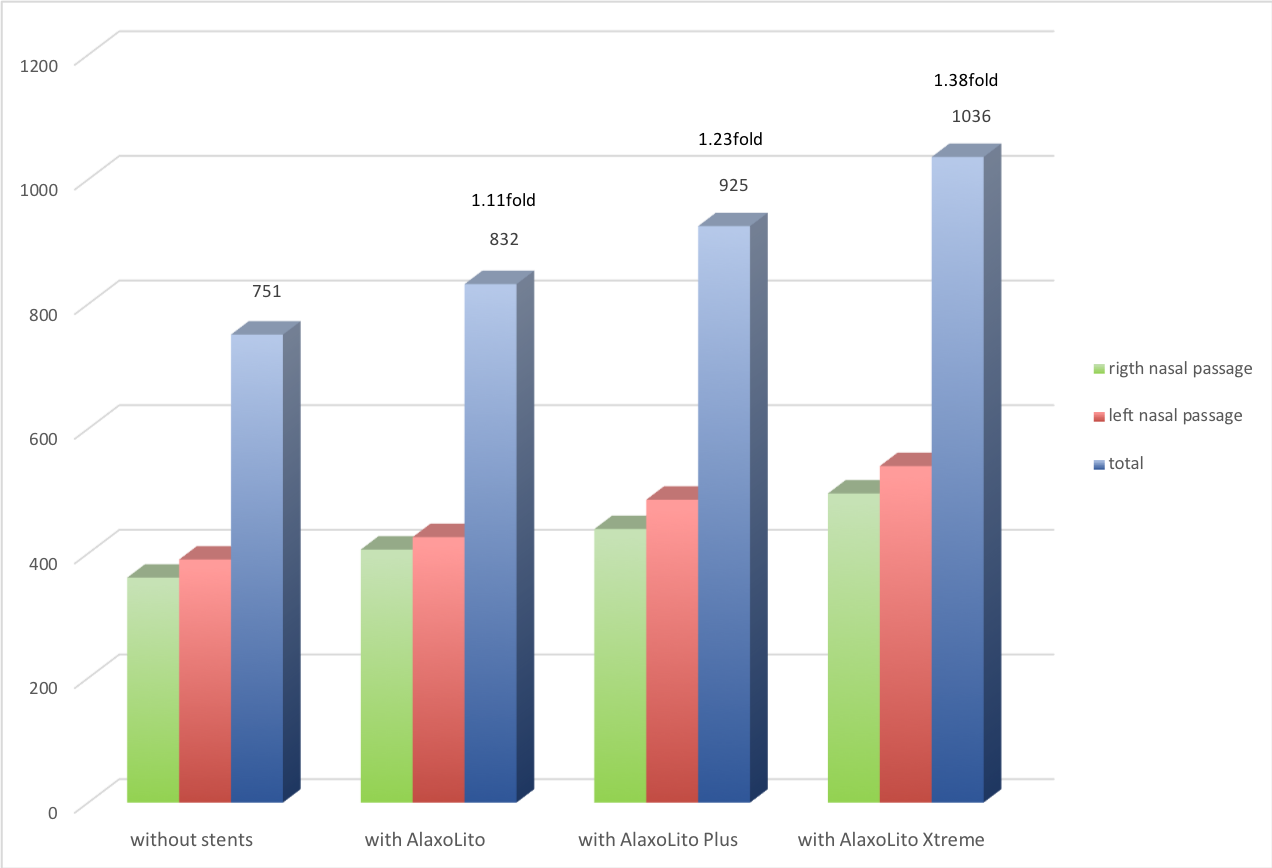 1200
1000
800
600
400
200
0
751
1.11fold
832
1.23fold
925
1.38fold
1036
without stents
with AlaxoLito
with AlaxoLito Plus
with AlaxoLito Xtreme
rigth nasal passage
left nasal passage
total